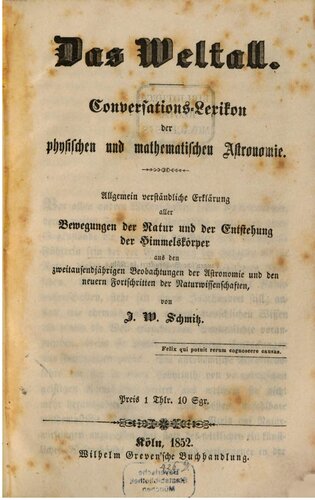 Das Weltall.
Conversations-Lexikon
der
physischen und mathematischen Astronomie.
Allgemein verständliche Erklärung
aller
Bewegungen der Natur und der Entstehung
der Himmelskörper
aus den
zweitausendjährigen Beobachtungen der Astronomie und den
neuern Fortschritten der Naturwissenschaften,
von
J. W. Schmitz.
Felix qui potuit rerum cognoscere causas.
Preis 1 Thlr. 10 Sgr.
Köln, 1852.
Wilhelm Greven'sche Buchhandlung.